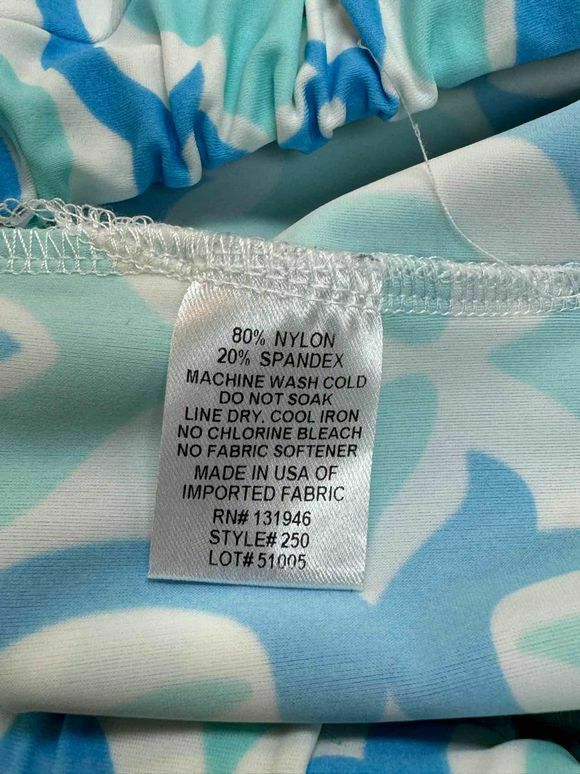 80% NYLON
20% SPANDEX
MACHINE WASH COLD
DO NOT SOAK
LINE DRY, COOL IRON
NO CHLORINE BLEACH
NO FABRIC SOFTENER
MADE IN USA OF
IMPORTED FABRIC
RN# 131946
STYLE# 250
LOT# 51005